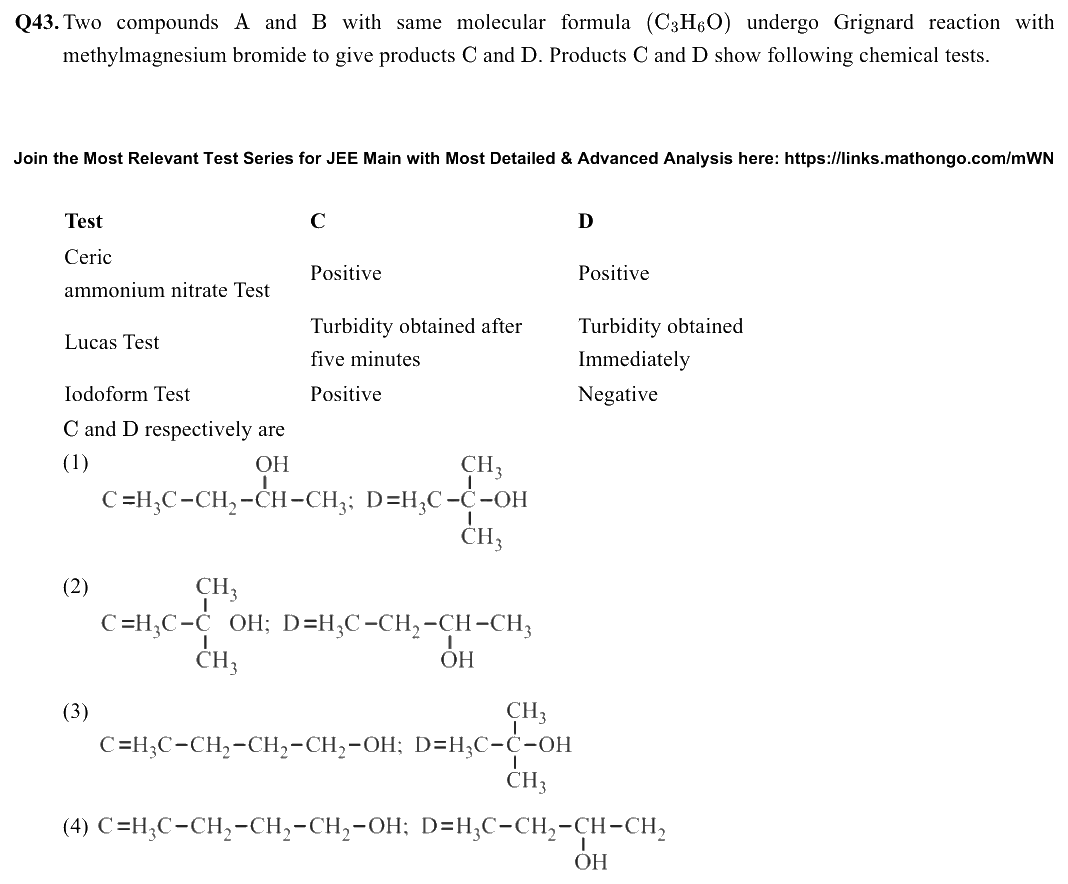 Q43. Two compounds A and B with same molecular formula (C₃H₆O) undergo Grignard reaction with
methylmagnesium bromide to give products C and D. Products C and D show following chemical tests.
Join the Most Relevant Test Series for JEE Main with Most Detailed & Advanced Analysis here: https://links.mathongo.com/mWN
Test C D
Ceric
ammonium nitrate Test Positive Positive
Lucas Test Turbidity obtained after five minutes Turbidity obtained Immediately
Iodoform Test Positive Negative
C and D respectively are
(1) OH CH₃
C=H₃C-CH₂-CH-CH₃; D=H₃C-C-OH
CH₃
(2) CH₃
C=H₃C-C OH; D=H₃C-CH₂-CH-CH₃
CH₃ OH
(3) CH₃
C=H₃C-CH₂-CH₂-CH₂-OH; D=H₃C-C-OH
CH₃
(4) C=H₃C-CH₂-CH₂-CH₂-OH; D=H₃C-CH₂-CH-CH₂
OH